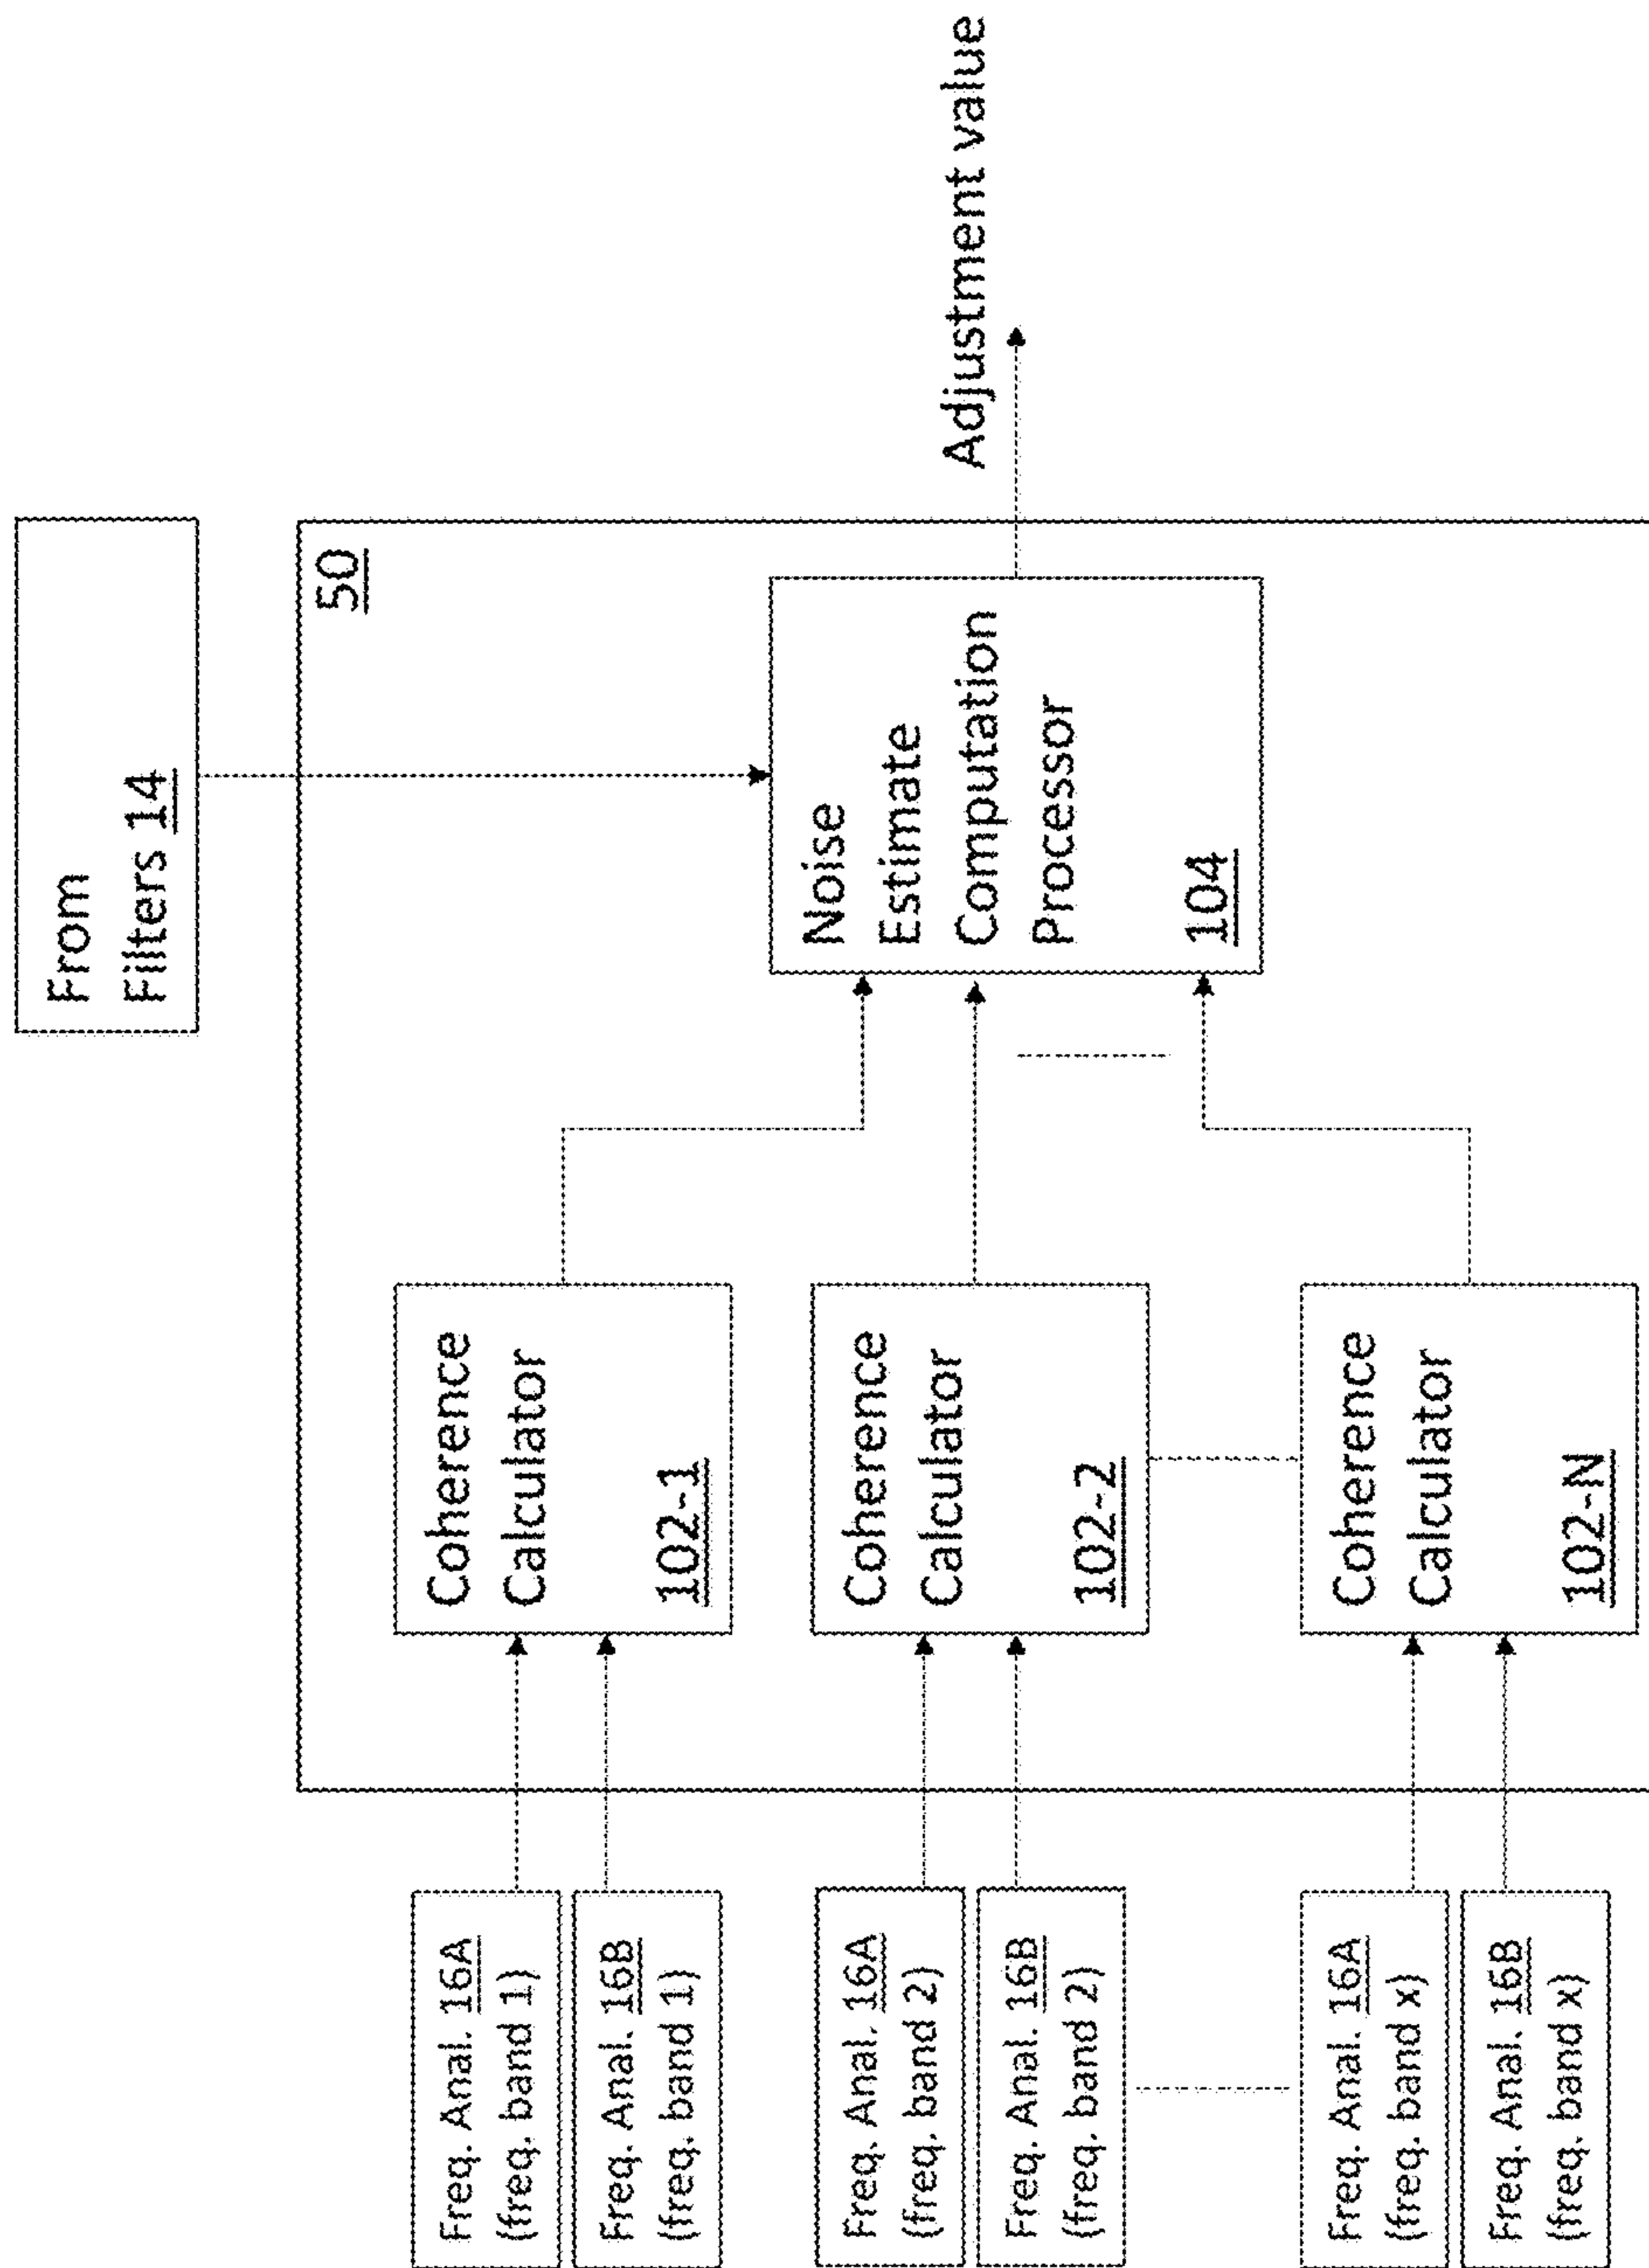 From
Filters 14
50
Freq. Anal. 16A
(freq. band 1)
Freq. Anal. 16B
(freq. band 1)
Coherence
Calculator
102-1
Freq. Anal. 16A
(freq. band 2)
Freq. Anal. 16B
(freq. band 2)
Coherence
Calculator
102-2
Freq. Anal. 16A
(freq. band x)
Freq. Anal. 16B
(freq. band x)
Coherence
Calculator
102-N
Noise
Estimate
Computation
Processor
104
Adjustment value